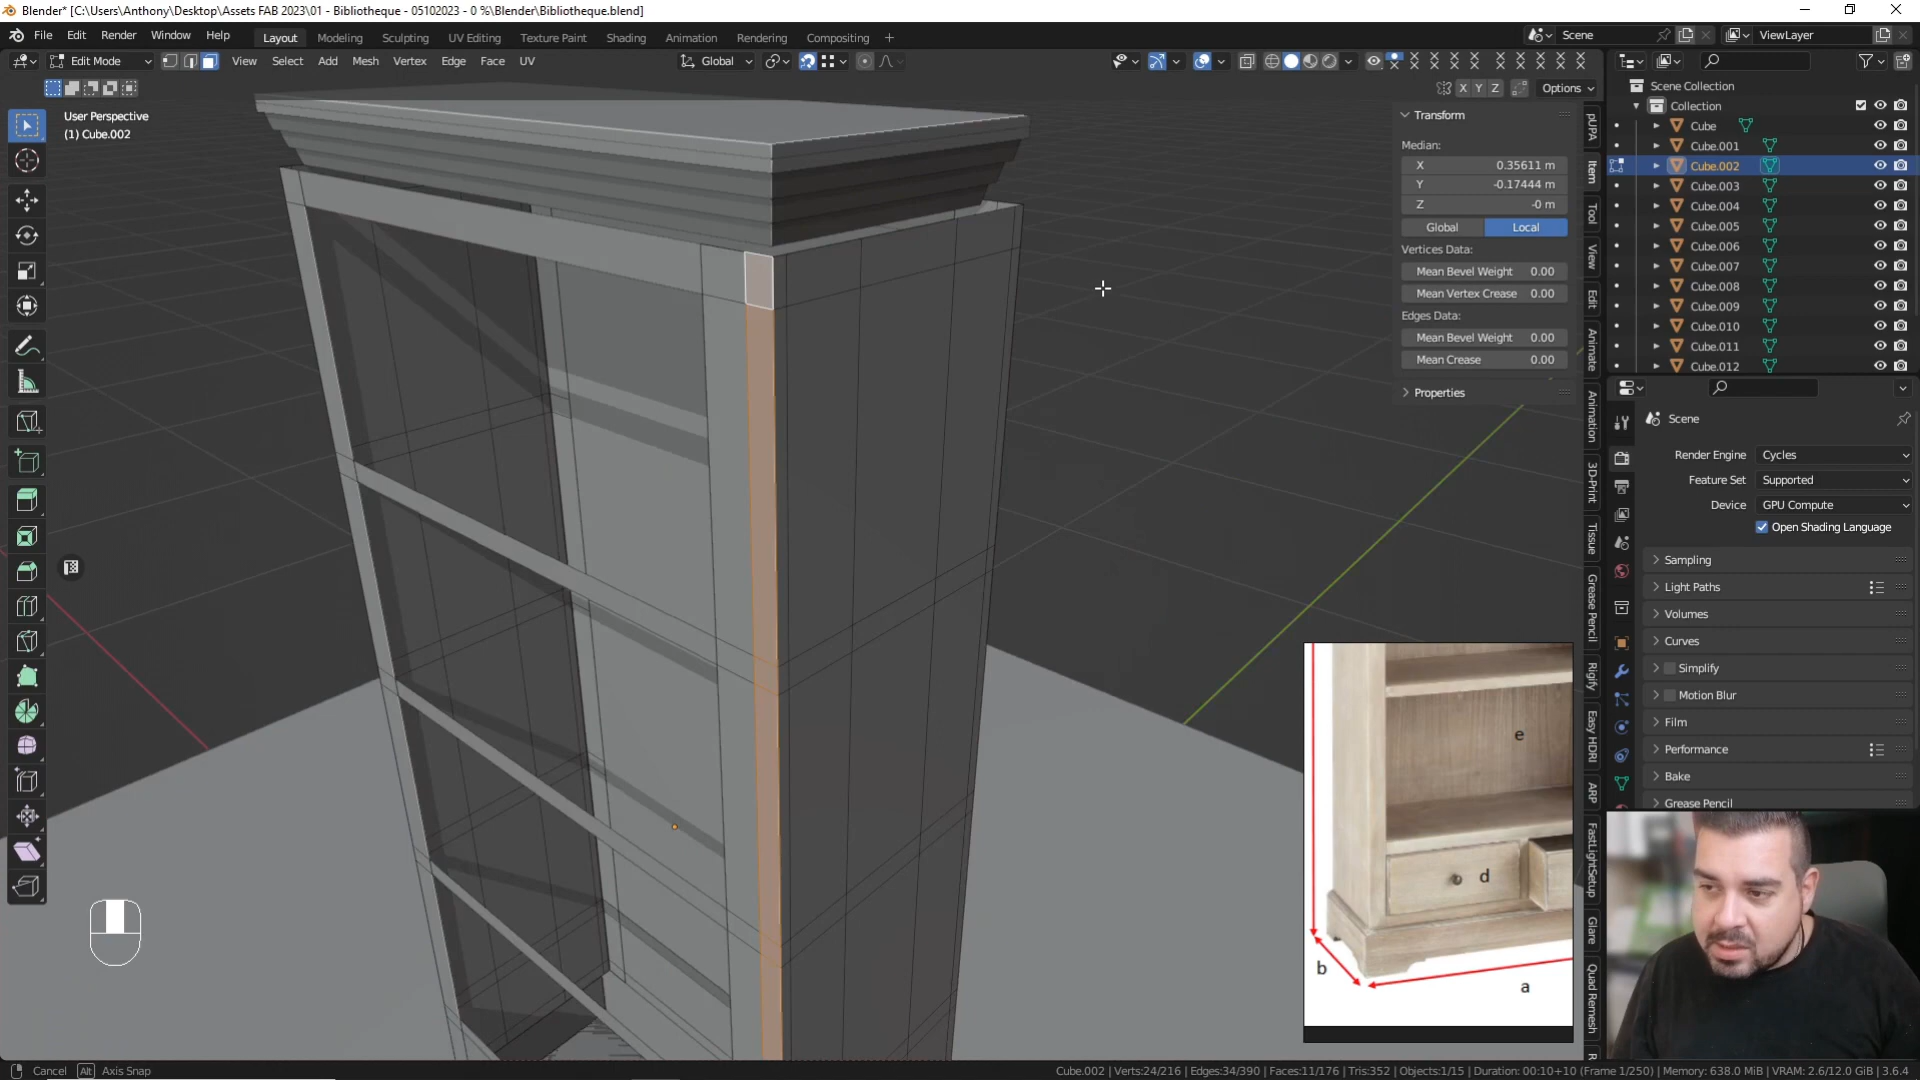 Blender* [C:\Users\Anthony\Desktop\Assets FAB 2023\01 - Bibliotheque - 05102023 - 0 %\Blender\Bibliotheque.blend]
File Edit Render Window Help Layout Modeling Sculpting UV Editing Texture Paint Shading Animation Rendering Compositing + Scene ViewLayer
Edit Mode View Select Add Mesh Vertex Edge Face UV Global
X Y Z Options
User Perspective
(1) Cube.002
Transform
Median:
X 0.35611 m
Y -0.17444 m
Z -0 m
Global Local
Vertices Data:
Mean Bevel Weight 0.00
Mean Vertex Crease 0.00
Edges Data:
Mean Bevel Weight 0.00
Mean Crease 0.00
Properties
pUPA
Item
Tool
View
Edit
Animate
Animation
3D-Print
Tissue
Grease Pencil
Rigify
Easy HDRI
ARP
FastLightSetup
Glare
Quad Remesh
R
Scene Collection
Collection
Cube
Cube.001
Cube.002
Cube.003
Cube.004
Cube.005
Cube.006
Cube.007
Cube.008
Cube.009
Cube.010
Cube.011
Cube.012
Scene
Render Engine Cycles
Feature Set Supported
Device GPU Compute
Open Shading Language
Sampling
Light Paths
Volumes
Curves
Simplify
Motion Blur
Film
Performance
Bake
Grease Pencil
e
d
b
a
Cancel Alt Axis Snap
Cube.002 | Verts:24/216 | Edges:34/390 | Faces:11/176 | Tris:352 | Objects:1/15 | Duration: 00:10+10 (Frame 1/250) | Memory: 638.0 MiB | VRAM: 2.6/12.0 GiB | 3.6.4